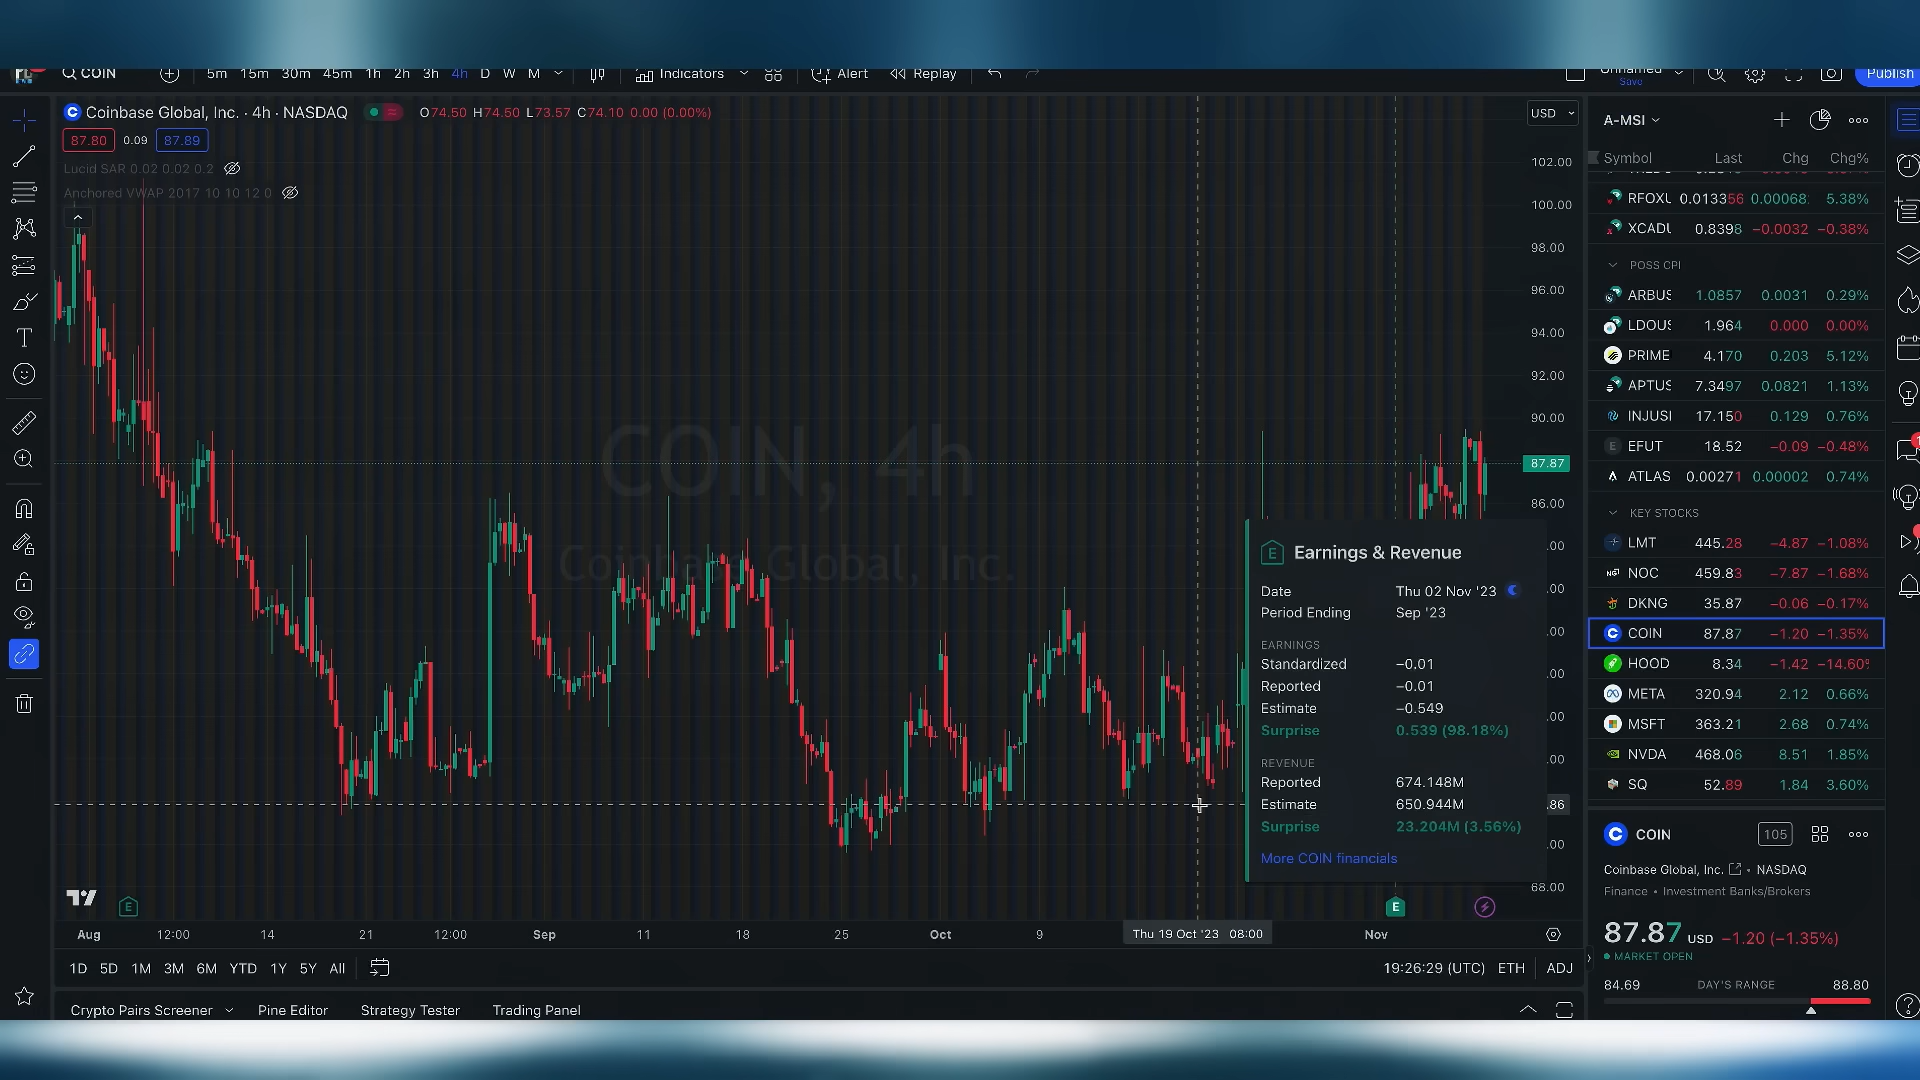 COIN 5m 15m 30m 45m 1h 2h 3h 4h D W M Indicators Alert Replay Save Publish
Coinbase Global, Inc. · 4h · NASDAQ O74.50 H74.50 L73.57 C74.10 0.00 (0.00%)
87.80 0.09 87.89
Lucid SAR 0.02 0.02 0.2
Anchored VWAP 2017 10 10 12 0
COIN, 4h
Coinbase Global, Inc.
USD
102.00
100.00
98.00
96.00
94.00
92.00
90.00
87.87
86.00
68.00
E Earnings & Revenue
Date Thu 02 Nov '23
Period Ending Sep '23
EARNINGS
Standardized −0.01
Reported −0.01
Estimate −0.549
Surprise 0.539 (98.18%)
REVENUE
Reported 674.148M
Estimate 650.944M
Surprise 23.204M (3.56%)
More COIN financials
E E
Aug 12:00 14 21 12:00 Sep 11 18 25 Oct 9 Thu 19 Oct '23 08:00 Nov
1D 5D 1M 3M 6M YTD 1Y 5Y All 19:26:29 (UTC) ETH ADJ
Crypto Pairs Screener Pine Editor Strategy Tester Trading Panel
A-MSI
Symbol Last Chg Chg%
RFOXU 0.013356 0.00068 5.38%
XCADU 0.8398 −0.0032 −0.38%
POSS CPI
ARBUS 1.0857 0.0031 0.29%
LDOUS 1.964 0.000 0.00%
PRIME 4.170 0.203 5.12%
APTUS 7.3497 0.0821 1.13%
INJUSI 17.150 0.129 0.76%
EFUT 18.52 −0.09 −0.48%
ATLAS 0.00271 0.00002 0.74%
KEY STOCKS
LMT 445.28 −4.87 −1.08%
NOC 459.83 −7.87 −1.68%
DKNG 35.87 −0.06 −0.17%
COIN 87.87 −1.20 −1.35%
HOOD 8.34 −1.42 −14.60%
META 320.94 2.12 0.66%
MSFT 363.21 2.68 0.74%
NVDA 468.06 8.51 1.85%
SQ 52.89 1.84 3.60%
COIN 105
Coinbase Global, Inc. • NASDAQ
Finance • Investment Banks/Brokers
87.87 USD −1.20 (−1.35%)
MARKET OPEN
84.69 DAY'S RANGE 88.80